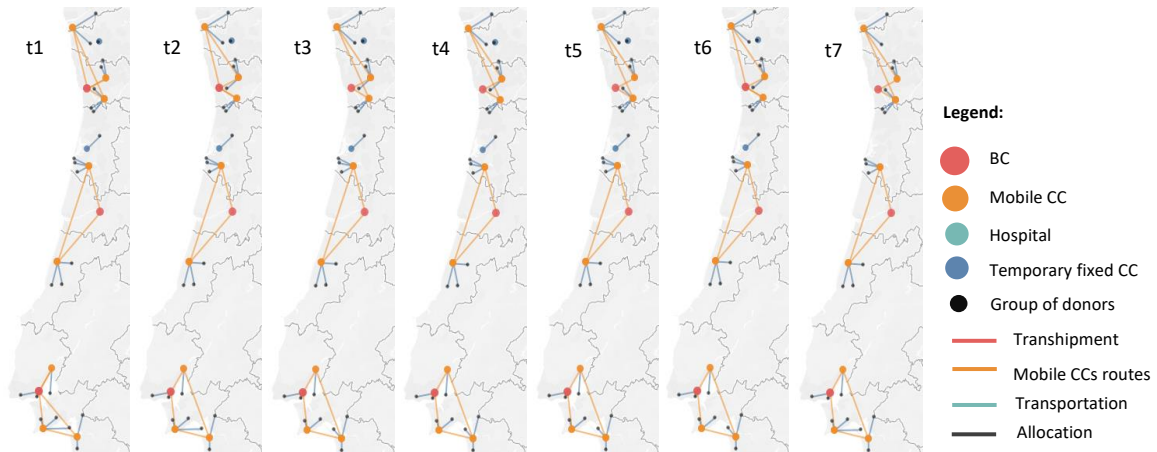 t1
t2
t3
t4
t5
t6
t7
Legend:
BC
Mobile CC
Hospital
Temporary fixed CC
Group of donors
Transhipment
Mobile CCs routes
Transportation
Allocation